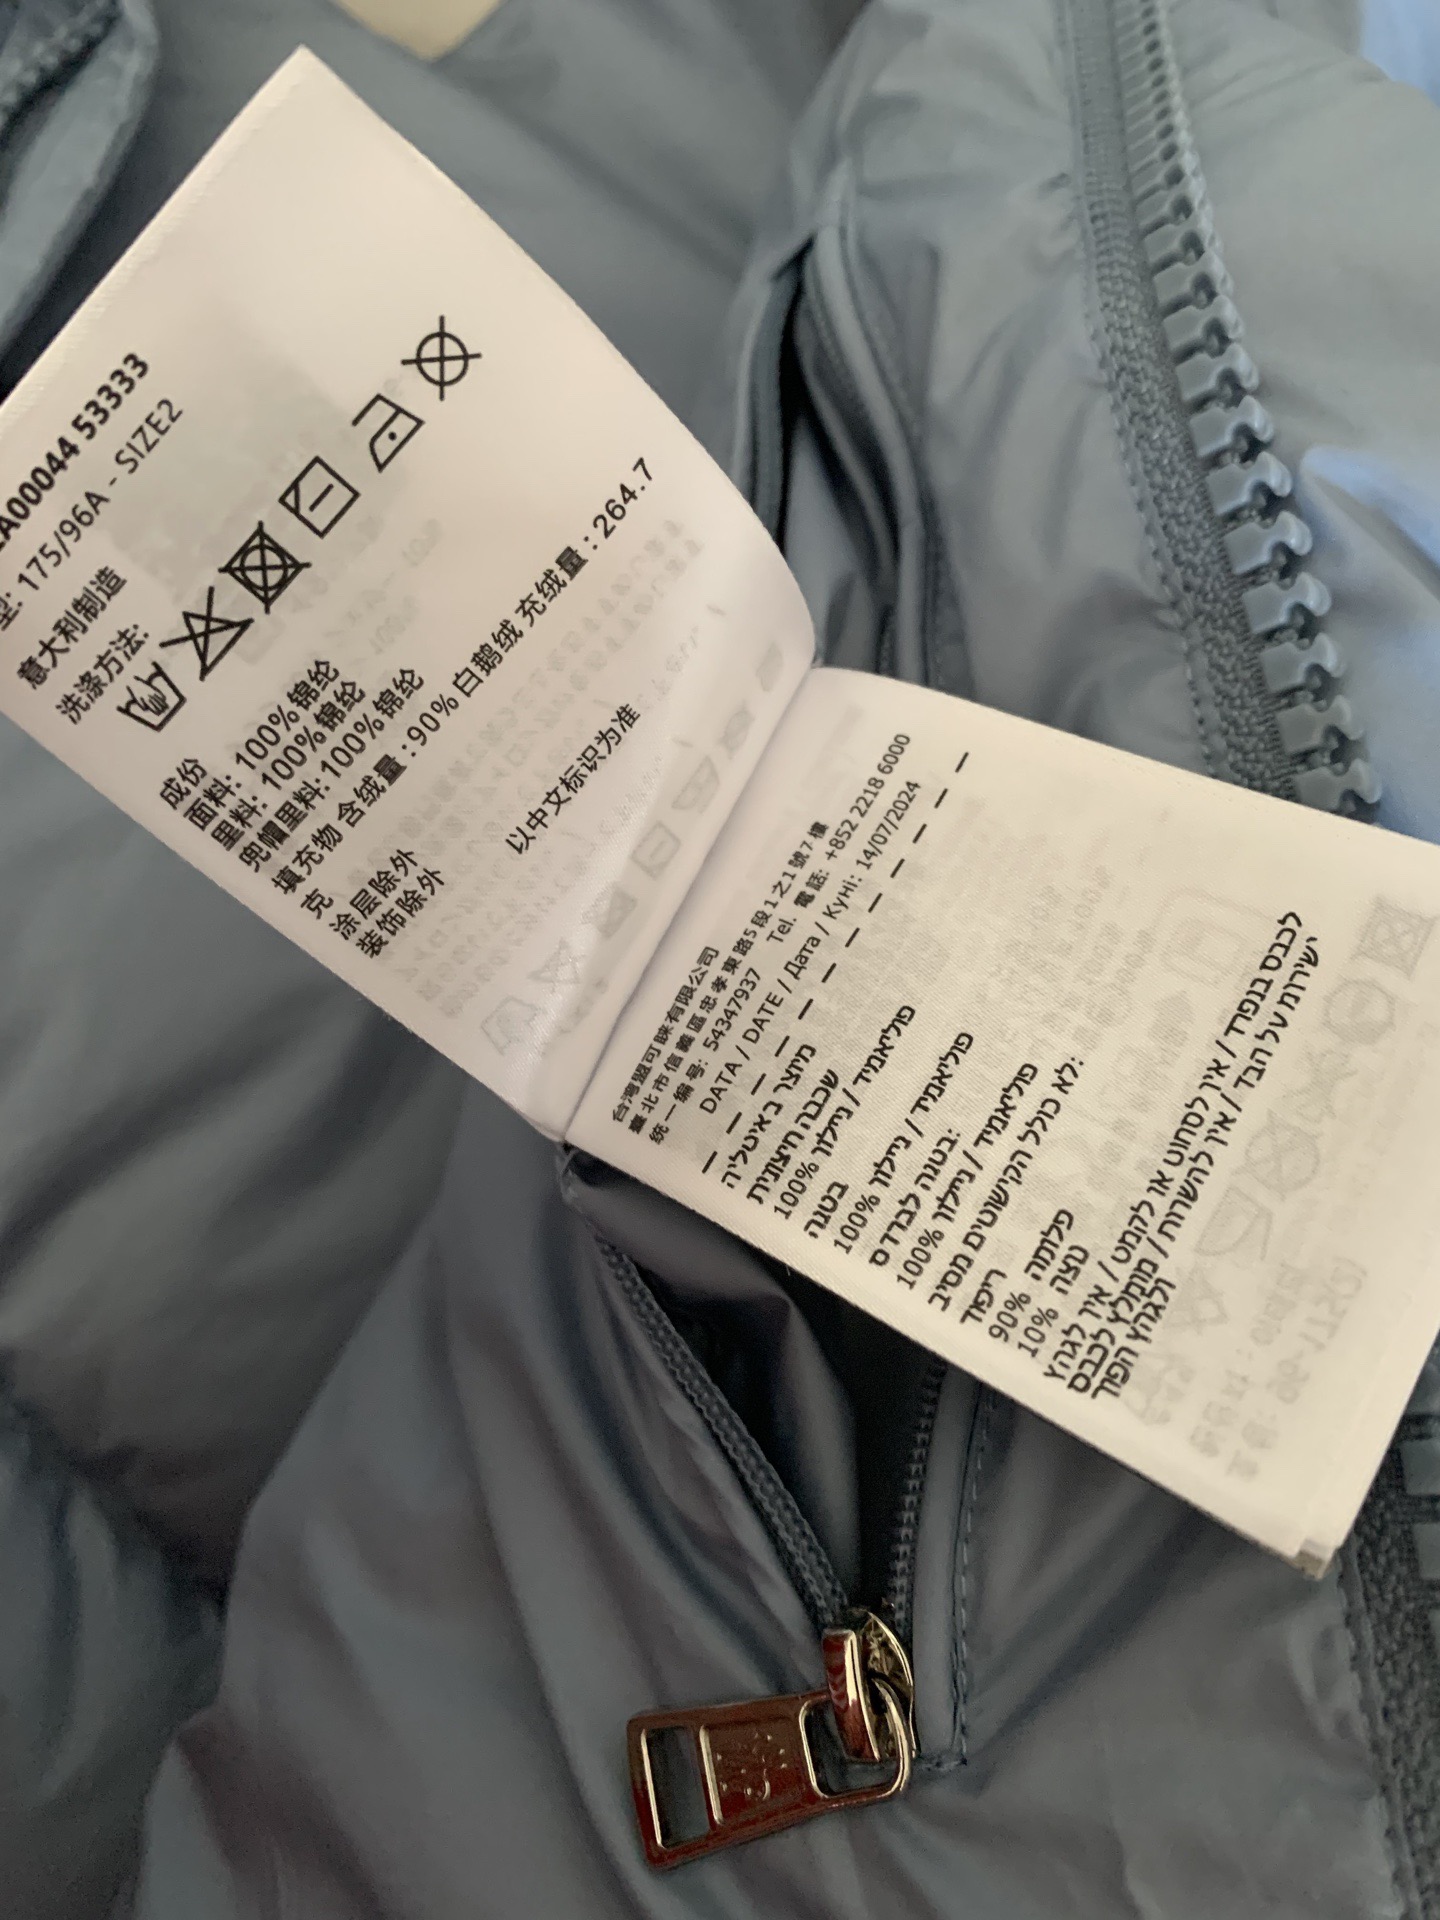 A00044 53333
型: 175/96A - SIZE2
意大利制造
洗涤方法:
成份
面料: 100%锦纶
里料: 100%锦纶
兜帽里料:100%锦纶
填充物 含绒量:90% 白鹅绒 充绒量:264.7
克
涂层除外
装饰除外
以中文标识为准
台湾盟可睐有限公司
臺北市信義區忠孝東路5段1之1號7樓
统一编号: 54347937 Tel. 電話: +852 2218 6000
DATA / DATE / Дата / Күні: 14/07/2024
מיוצר באיטליה
שכבה חיצונית
100% פוליאמיד / ניילון
בטנה
100% פוליאמיד / ניילון
בטנה לברדס:
100% פוליאמיד / ניילון
לא כולל הקישוטים מסיב:
ריפוד
90% פלומה
10% נוצה
לכבס בנפרד / אין לסחוט או להמט / אין לגהץ
ישירות על הבד / אין להשרות / מומלץ לכבס
ולגהץ הפוך